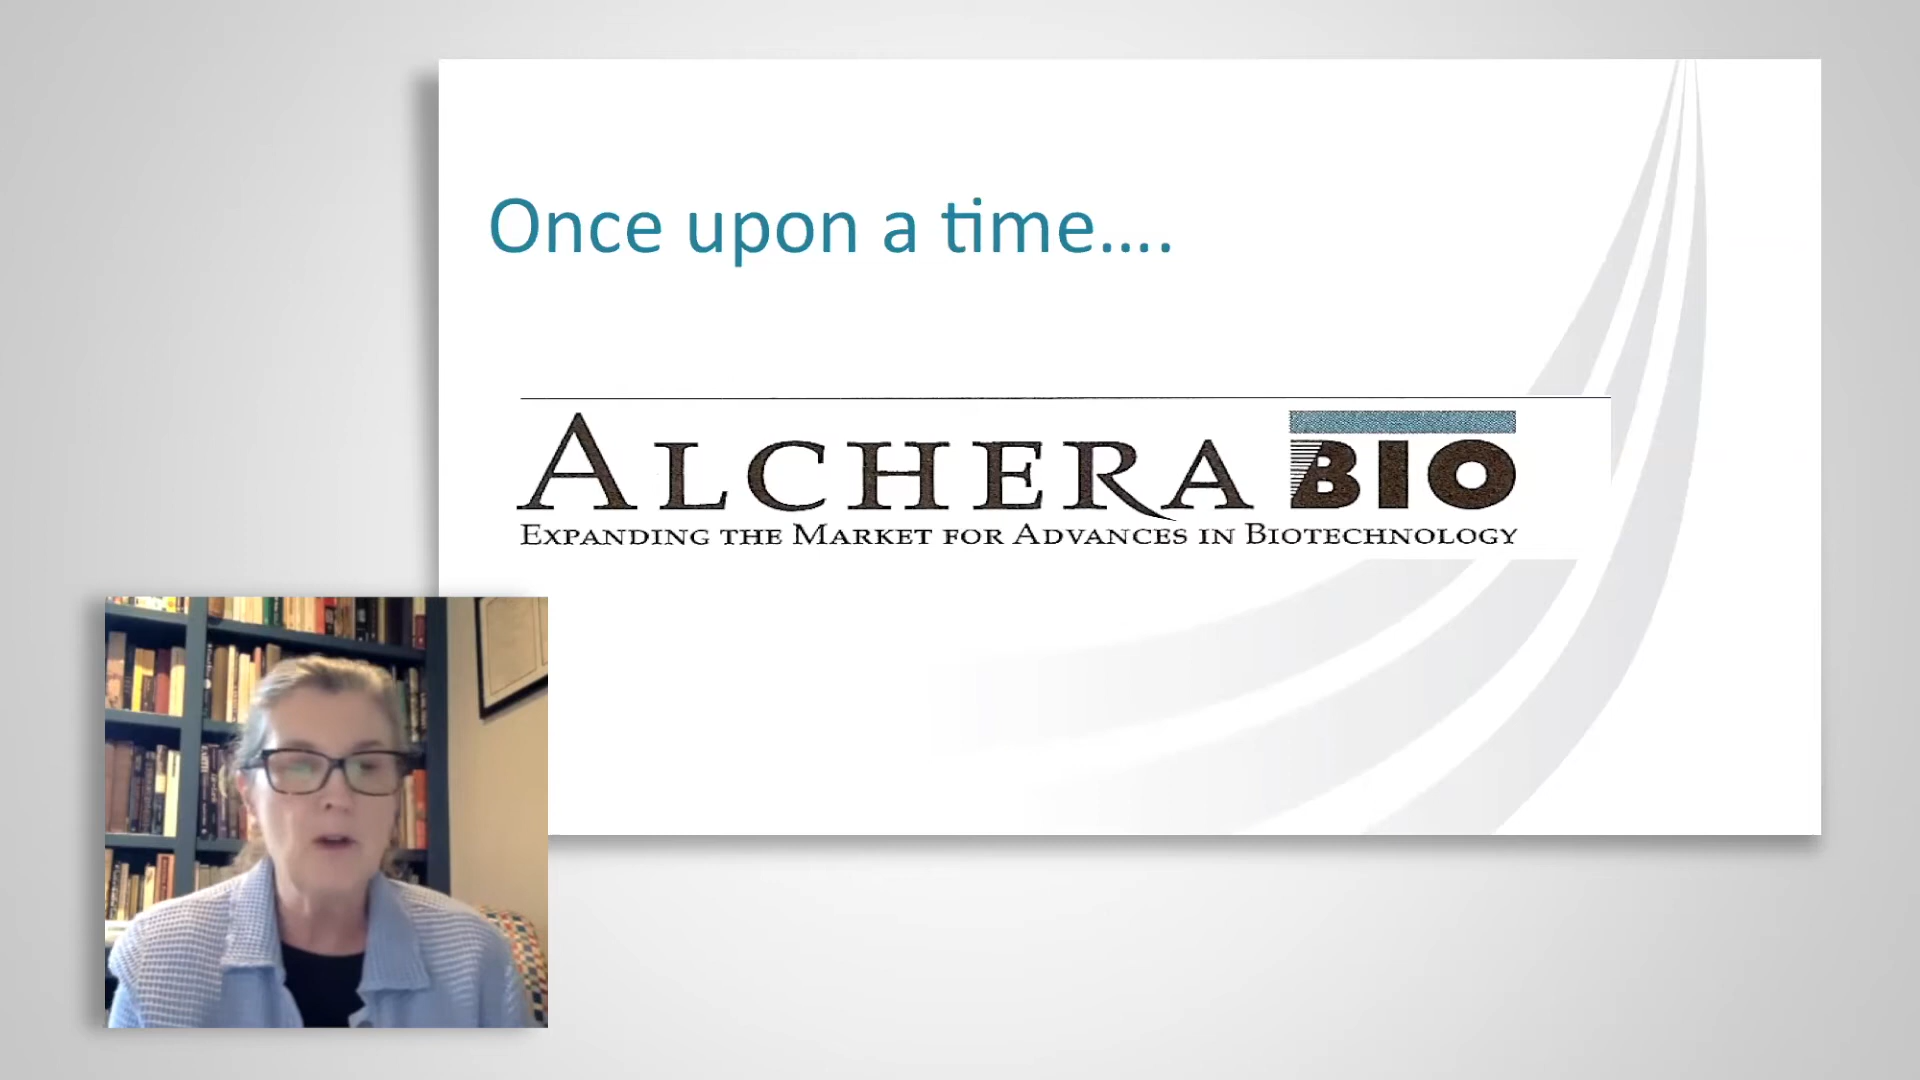 Once upon a time....
ALCHERA BIO
EXPANDING THE MARKET FOR ADVANCES IN BIOTECHNOLOGY